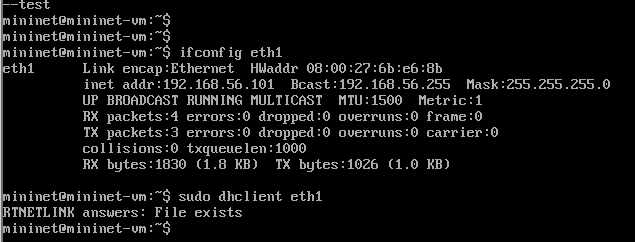 --test
mininet@mininet-vm:~$
mininet@mininet-vm:~$
mininet@mininet-vm:~$ ifconfig eth1
eth1      Link encap:Ethernet  HWaddr 08:00:27:6b:e6:8b
          inet addr:192.168.56.101  Bcast:192.168.56.255  Mask:255.255.255.0
          UP BROADCAST RUNNING MULTICAST  MTU:1500  Metric:1
          RX packets:4 errors:0 dropped:0 overruns:0 frame:0
          TX packets:3 errors:0 dropped:0 overruns:0 carrier:0
          collisions:0 txqueuelen:1000
          RX bytes:1830 (1.8 KB)  TX bytes:1026 (1.0 KB)
mininet@mininet-vm:~$ sudo dhclient eth1
RTNETLINK answers: File exists
mininet@mininet-vm:~$